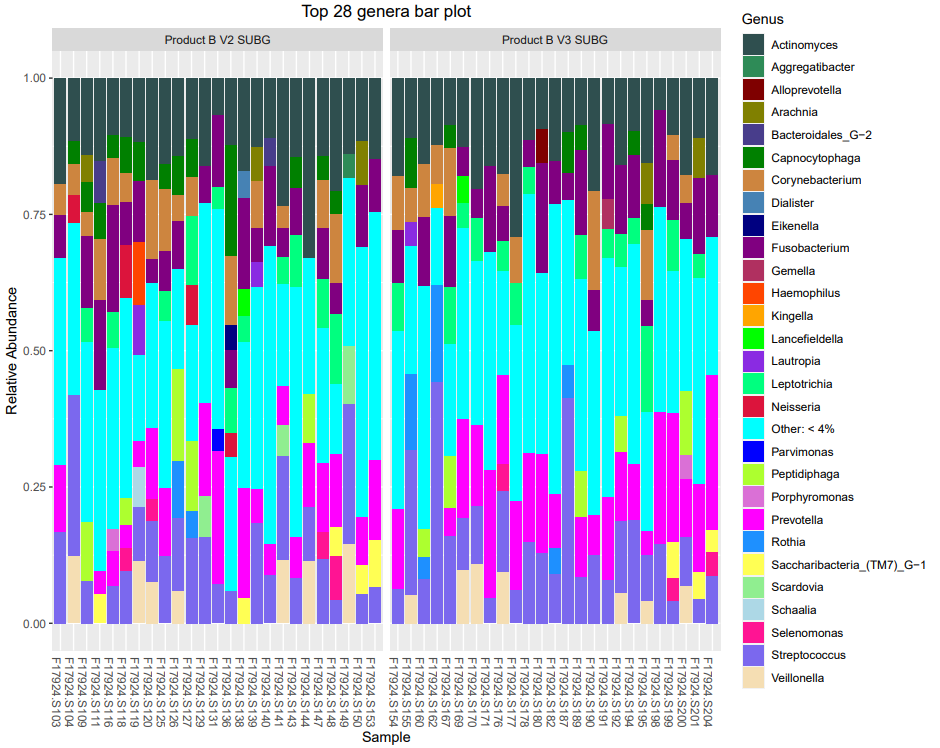 Top 28 genera bar plot
Product B V2 SUBG
Product B V3 SUBG
Relative Abundance
1.00
0.75
0.50
0.25
0.00
F17924.S103
F17924.S104
F17924.S109
F17924.S111
F17924.S116
F17924.S118
F17924.S119
F17924.S120
F17924.S125
F17924.S126
F17924.S127
F17924.S129
F17924.S131
F17924.S136
F17924.S138
F17924.S139
F17924.S140
F17924.S141
F17924.S143
F17924.S144
F17924.S147
F17924.S148
F17924.S149
F17924.S150
F17924.S153
F17924.S154
F17924.S155
F17924.S160
F17924.S162
F17924.S167
F17924.S169
F17924.S170
F17924.S171
F17924.S176
F17924.S177
F17924.S178
F17924.S180
F17924.S182
F17924.S187
F17924.S189
F17924.S190
F17924.S191
F17924.S192
F17924.S194
F17924.S195
F17924.S198
F17924.S199
F17924.S200
F17924.S201
F17924.S204
Sample
Genus
Actinomyces
Aggregatibacter
Alloprevotella
Arachnia
Bacteroidales_G−2
Capnocytophaga
Corynebacterium
Dialister
Eikenella
Fusobacterium
Gemella
Haemophilus
Kingella
Lancefieldella
Lautropia
Leptotrichia
Neisseria
Other: < 4%
Parvimonas
Peptidiphaga
Porphyromonas
Prevotella
Rothia
Saccharibacteria_(TM7)_G−1
Scardovia
Schaalia
Selenomonas
Streptococcus
Veillonella